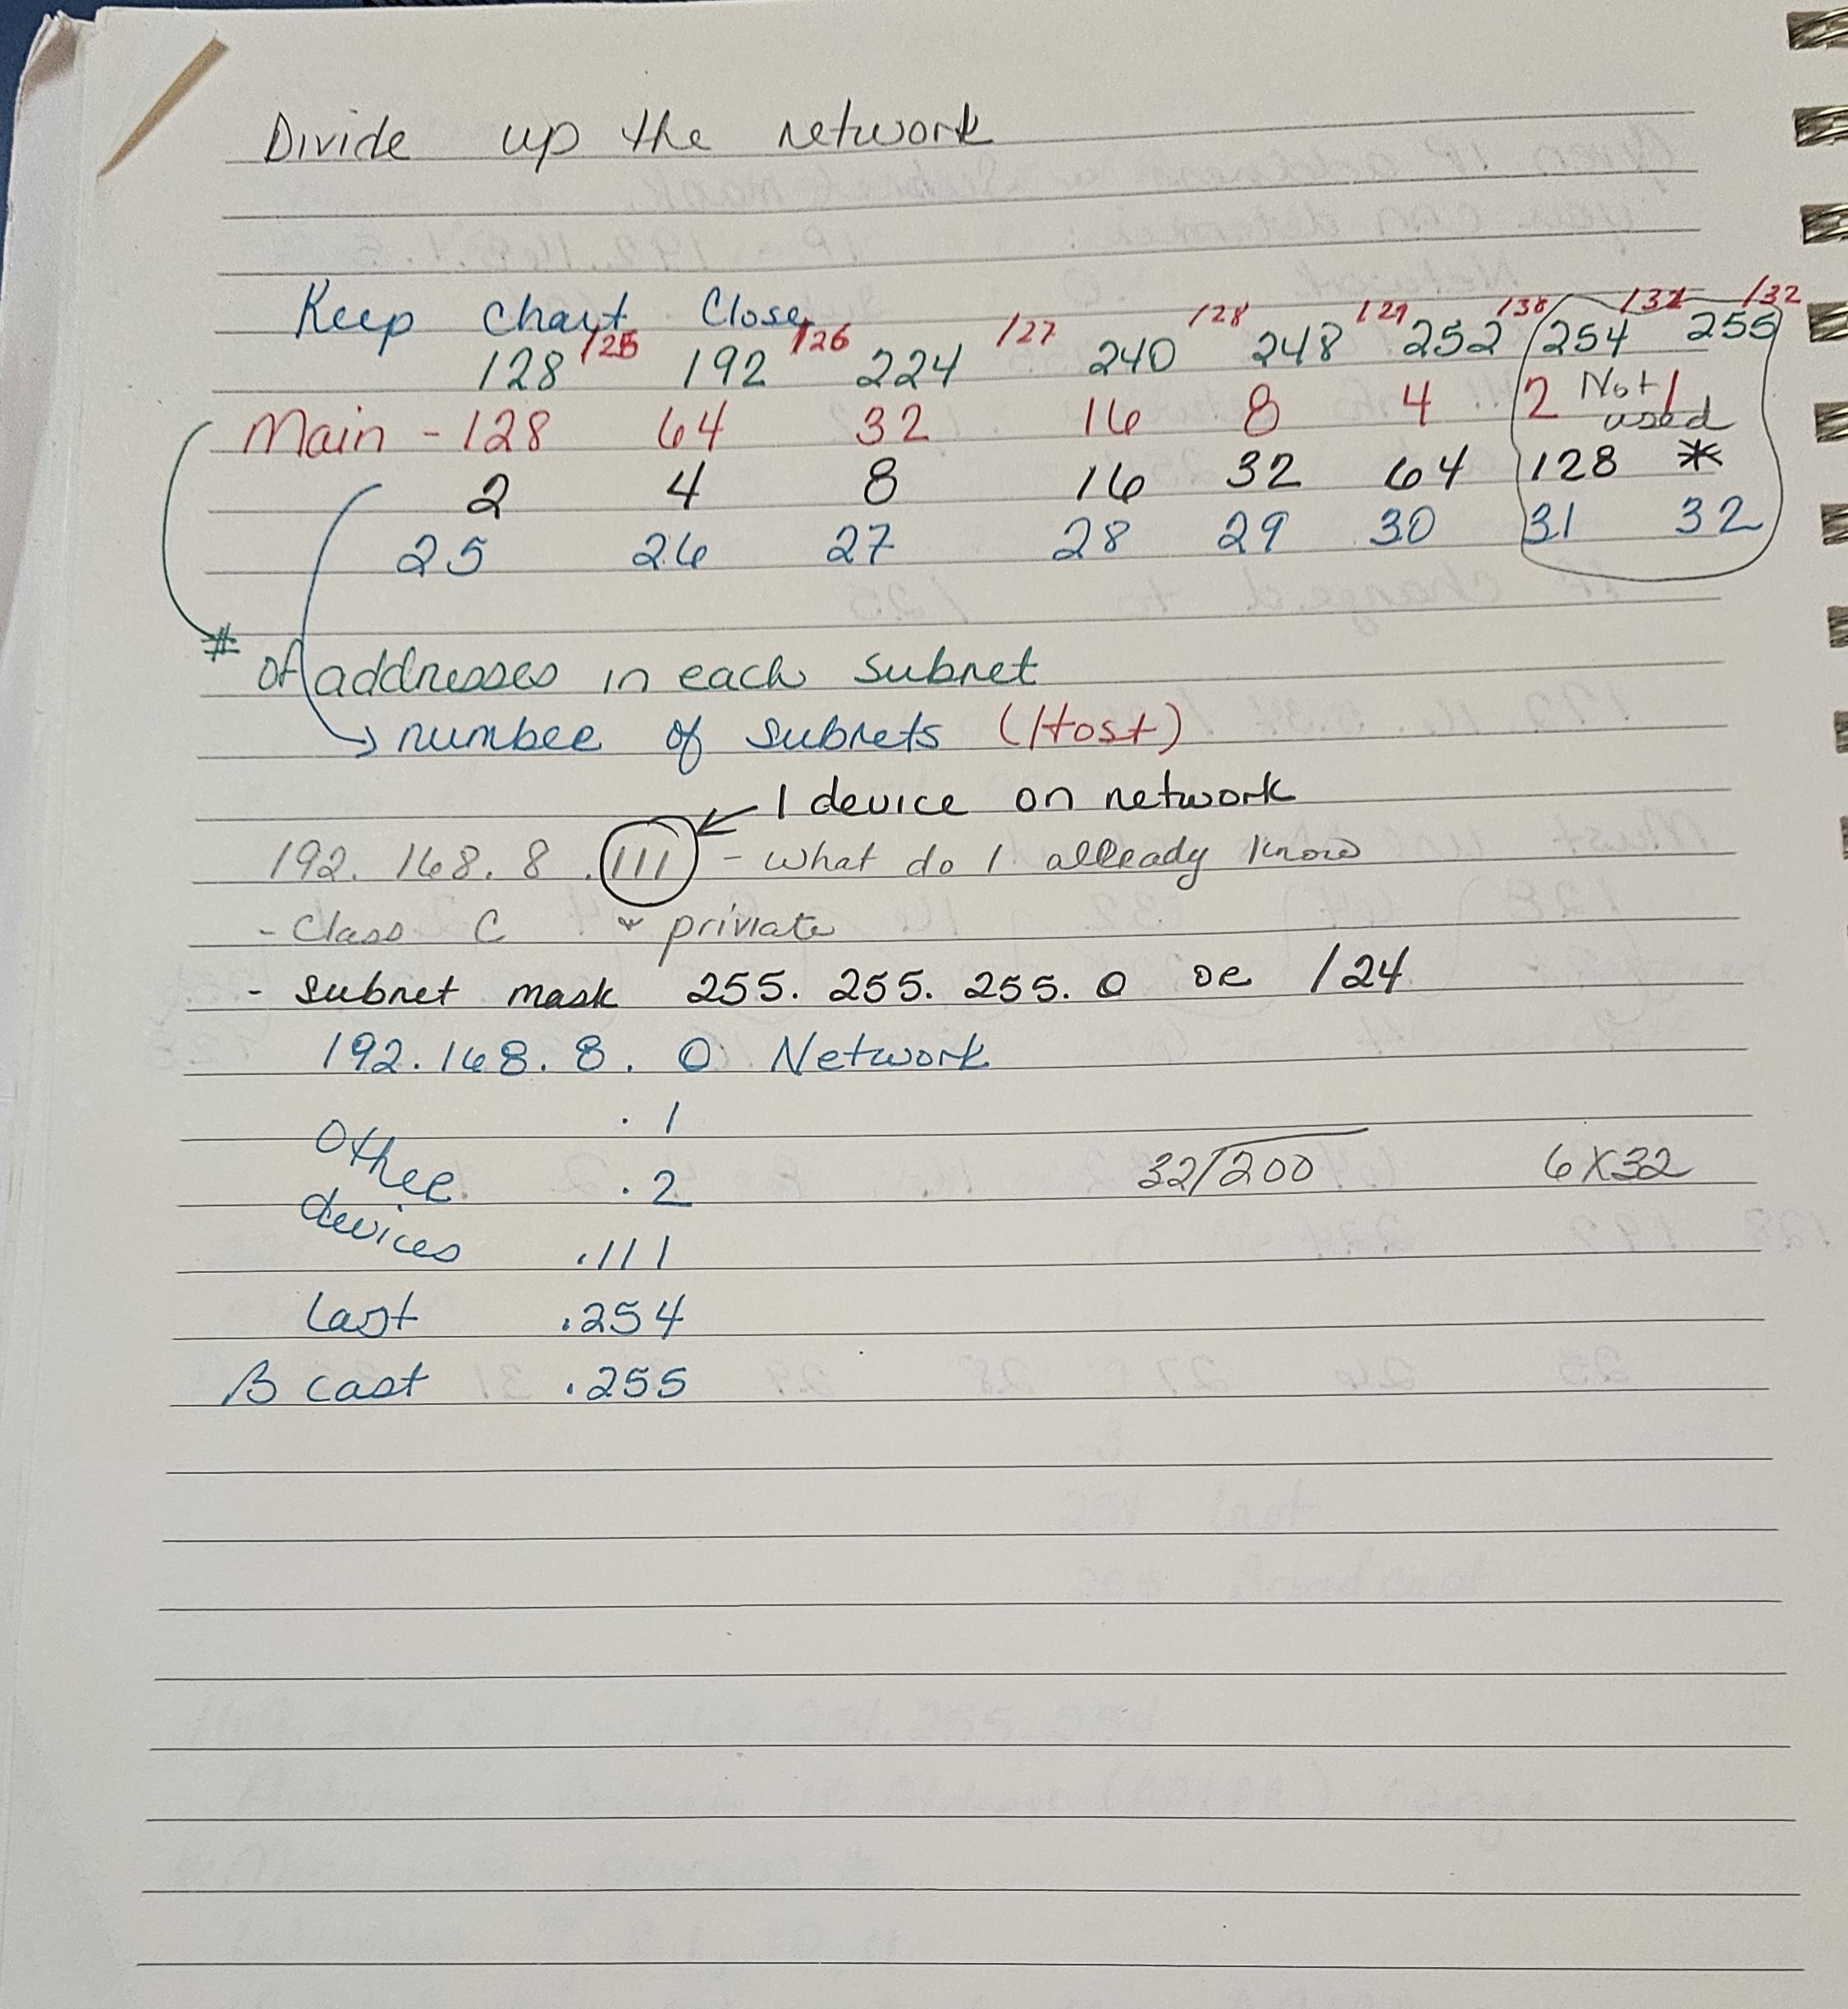 Divide up the network
Keep Chart Close
128 /25 192 /26 224 /27 240 /28 248 /29 252 /30 254 /31 255 /32
Main - 128 64 32 16 8 4 2 Not used 1
2 4 8 16 32 64 128 *
25 26 27 28 29 30 31 32
# of addresses in each subnet
→ number of subnets (Host)
← 1 device on network
192. 168. 8 .111 - what do I already know
- Class C & private
- subnet mask 255. 255. 255. 0 or /24
192. 168. 8. 0 Network
. 1
Other devices . 2
.111
32/200 6X32
last .254
B cast .255